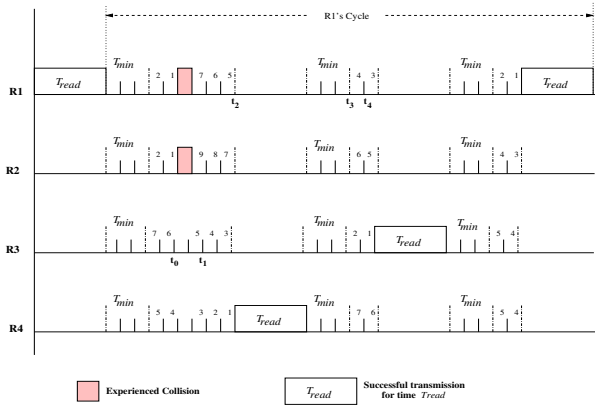 R1's Cycle
Tmin Tmin Tmin
R1 Tread 2 1 7 6 5 4 3 2 1 Tread
t2 t3 t4
Tmin Tmin Tmin
R2 2 1 9 8 7 6 5 4 3
Tmin Tmin Tmin
R3 7 6 5 4 3 2 1 Tread 5 4
t0 t1
Tmin Tmin Tmin
R4 5 4 3 2 1 Tread 7 6 5 4
Experienced Collision
Tread Successful transmission
for time Tread